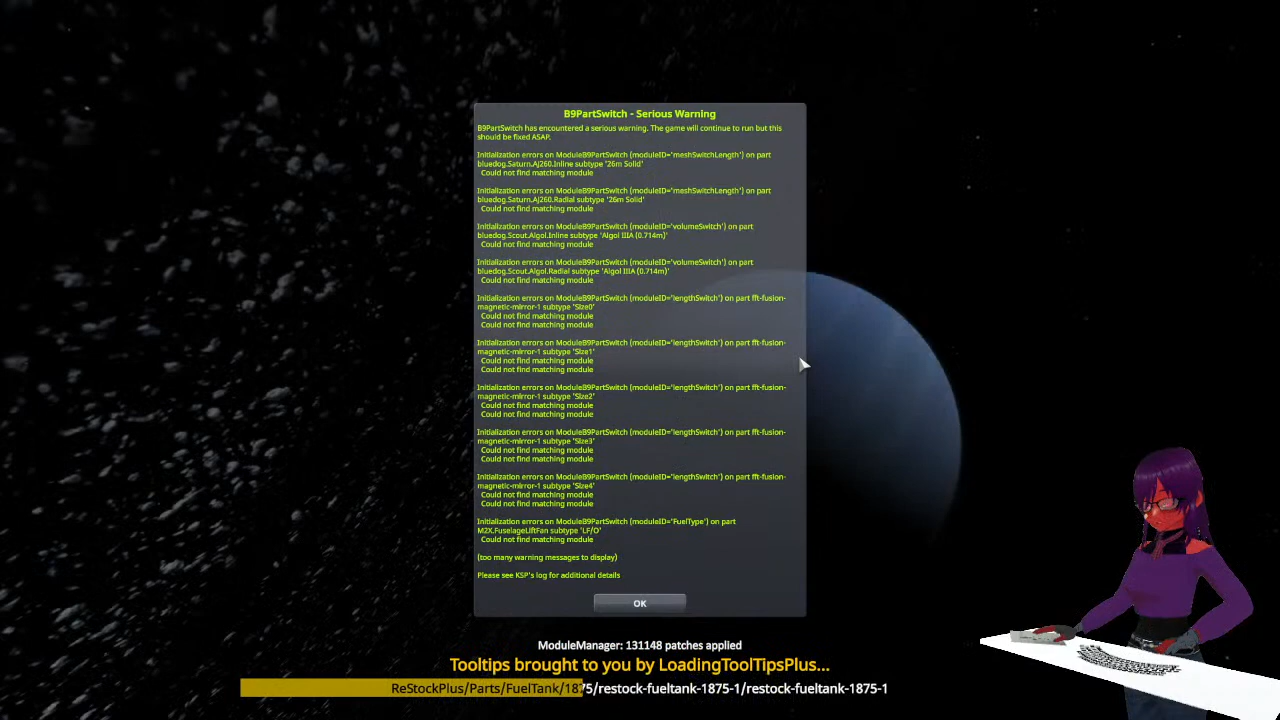 B9PartSwitch - Serious Warning
B9PartSwitch has encountered a serious warning. The game will continue to run but this
should be fixed ASAP.
Initialization errors on ModuleB9PartSwitch (moduleID='meshSwitchLength') on part
bluedog.Saturn.AJ260.Inline subtype '26m Solid'
Could not find matching module
Initialization errors on ModuleB9PartSwitch (moduleID='meshSwitchLength') on part
bluedog.Saturn.AJ260.Radial subtype '26m Solid'
Could not find matching module
Initialization errors on ModuleB9PartSwitch (moduleID='volumeSwitch') on part
bluedog.Scout.Algol.Inline subtype 'Algol IIIA (0.714m)'
Could not find matching module
Initialization errors on ModuleB9PartSwitch (moduleID='volumeSwitch') on part
bluedog.Scout.Algol.Radial subtype 'Algol IIIA (0.714m)'
Could not find matching module
Initialization errors on ModuleB9PartSwitch (moduleID='lengthSwitch') on part fft-fusion-
magnetic-mirror-1 subtype 'Size0'
Could not find matching module
Could not find matching module
Initialization errors on ModuleB9PartSwitch (moduleID='lengthSwitch') on part fft-fusion-
magnetic-mirror-1 subtype 'Size1'
Could not find matching module
Could not find matching module
Initialization errors on ModuleB9PartSwitch (moduleID='lengthSwitch') on part fft-fusion-
magnetic-mirror-1 subtype 'Size2'
Could not find matching module
Could not find matching module
Initialization errors on ModuleB9PartSwitch (moduleID='lengthSwitch') on part fft-fusion-
magnetic-mirror-1 subtype 'Size3'
Could not find matching module
Could not find matching module
Initialization errors on ModuleB9PartSwitch (moduleID='lengthSwitch') on part fft-fusion-
magnetic-mirror-1 subtype 'Size4'
Could not find matching module
Could not find matching module
Initialization errors on ModuleB9PartSwitch (moduleID='FuelType') on part
M2X.FuselageLiftFan subtype 'LF/O'
Could not find matching module
(too many warning messages to display)
Please see KSP's log for additional details
OK
ModuleManager: 131148 patches applied
Tooltips brought to you by LoadingToolTipsPlus...
ReStockPlus/Parts/FuelTank/1875/restock-fueltank-1875-1/restock-fueltank-1875-1